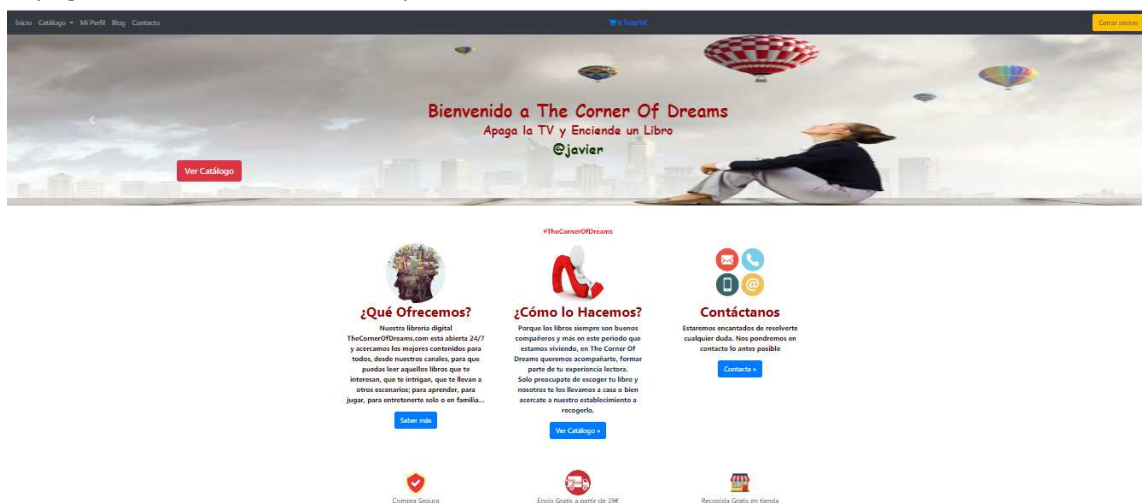 Inicio Catálogo Mi Perfil Blog Contacto
Cerrar sesion
Bienvenido a The Corner Of Dreams
Apaga la TV y Enciende un Libro
@javier
Ver Catálogo
#TheCornerOfDreams
¿Qué Ofrecemos?
Nuestra librería digital
TheCornerOfDreams.com está abierta 24/7
y acercamos los mejores contenidos para
todos, desde nuestros canales, para que
puedas leer aquellos libros que te
interesan, que te intrigan, que te llevan a
otros escenarios; para aprender, para
jugar, para entretenerte solo o en familia...
Saber más
¿Cómo lo Hacemos?
Porque los libros siempre son buenos
compañeros y más en este periodo que
estamos viviendo, en The Corner Of
Dreams queremos acompañarte, formar
parte de tu experiencia lectora.
Solo preocupate de escoger tu libro y
nosotros te los llevamos a casa o bien
acercate a nuestro establecimiento a
recogerlo.
Ver Catálogo »
Contáctanos
Estaremos encantados de resolverte
cualquier duda. Nos pondremos en
contacto lo antes posible
Contacta »
Compra Segura
Envío Gratis a partir de 19€
Recogida Gratis en tienda